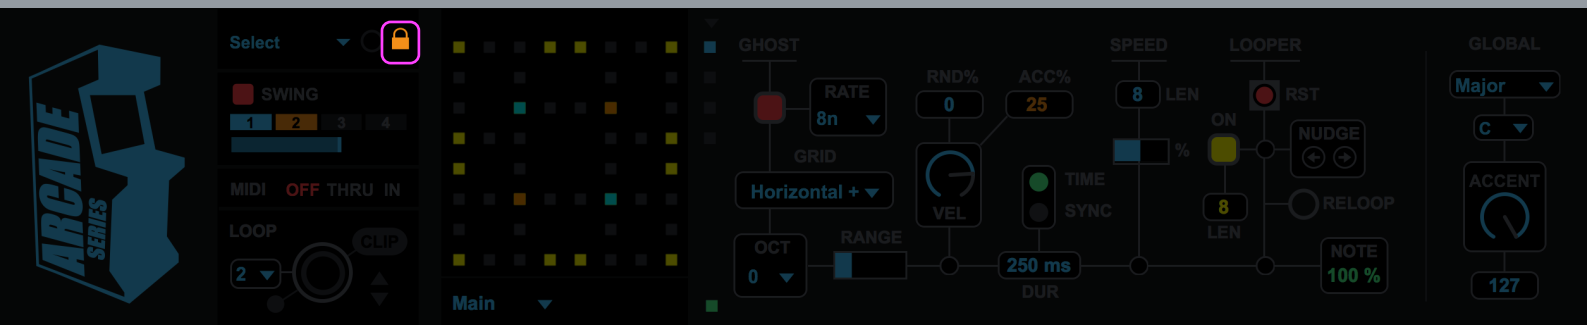 ARCADE
SERIES
Select
SWING
1 2 3 4
MIDI OFF THRU IN
LOOP
CLIP
2
Main
GHOST
RATE
8n
GRID
Horizontal +
OCT
0
RANGE
RND%
0
ACC%
25
VEL
TIME
SYNC
250 ms
DUR
SPEED
8 LEN
%
LOOPER
RST
ON
NUDGE
8
LEN
RELOOP
NOTE
100 %
GLOBAL
Major
C
ACCENT
127